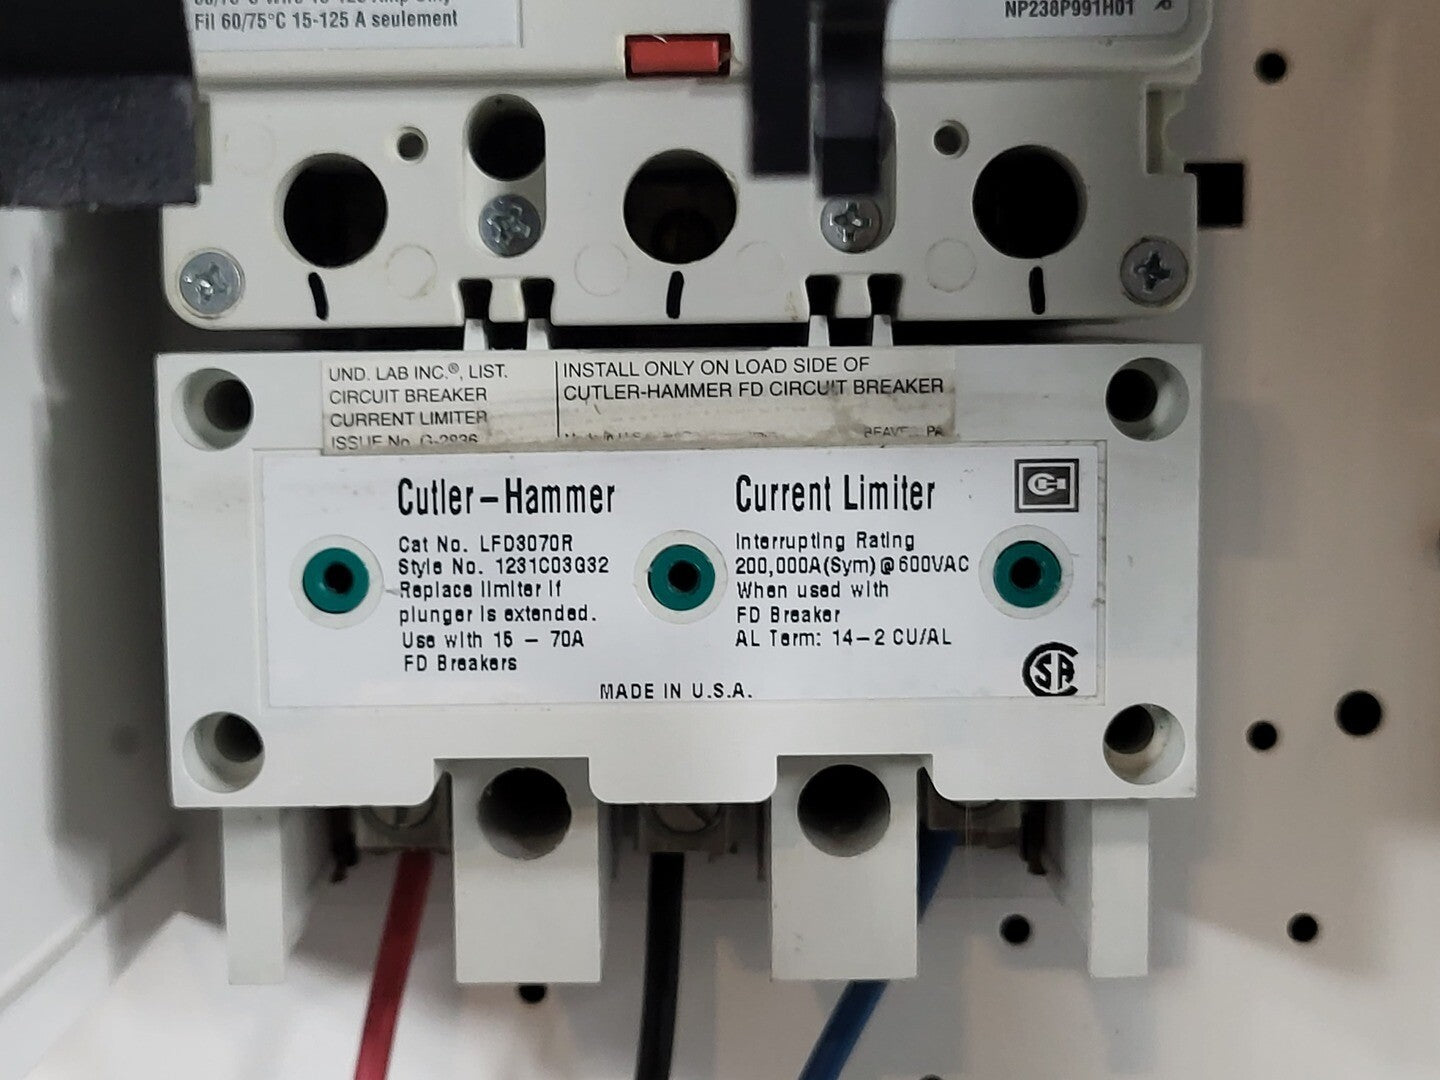 Fil 60/75°C 15-125 A seulement
NP238P991H01
UND. LAB INC.®, LIST.
CIRCUIT BREAKER
CURRENT LIMITER
ISSUE No. G-2936
INSTALL ONLY ON LOAD SIDE OF
CUTLER-HAMMER FD CIRCUIT BREAKER
Cutler-Hammer
Cat No. LFD3070R
Style No. 1231C03G32
Replace limiter if
plunger is extended.
Use with 15 - 70A
FD Breakers
Current Limiter
Interrupting Rating
200,000A(Sym)@600VAC
When used with
FD Breaker
AL Term: 14-2 CU/AL
MADE IN U.S.A.